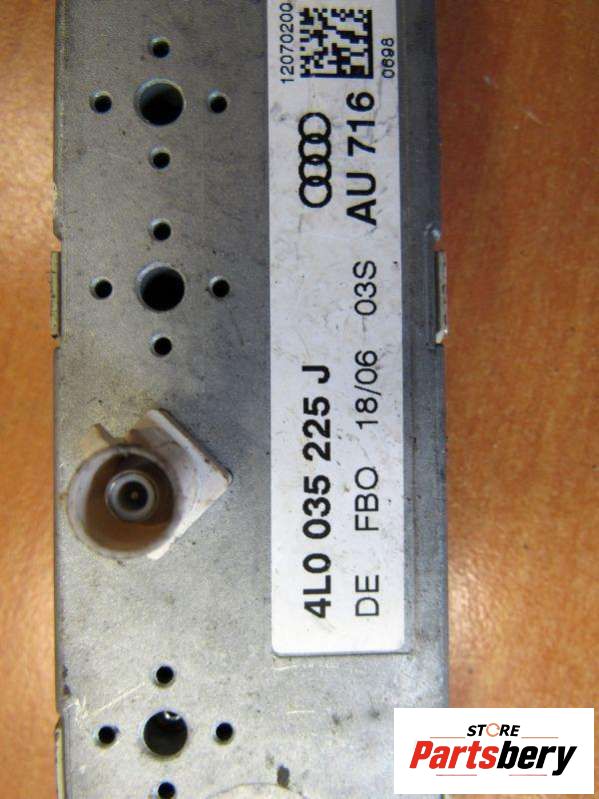 12070200
0698
AU 716
4L0 035 225 J
DE FBO 18/06 03S
STORE
Partsbery